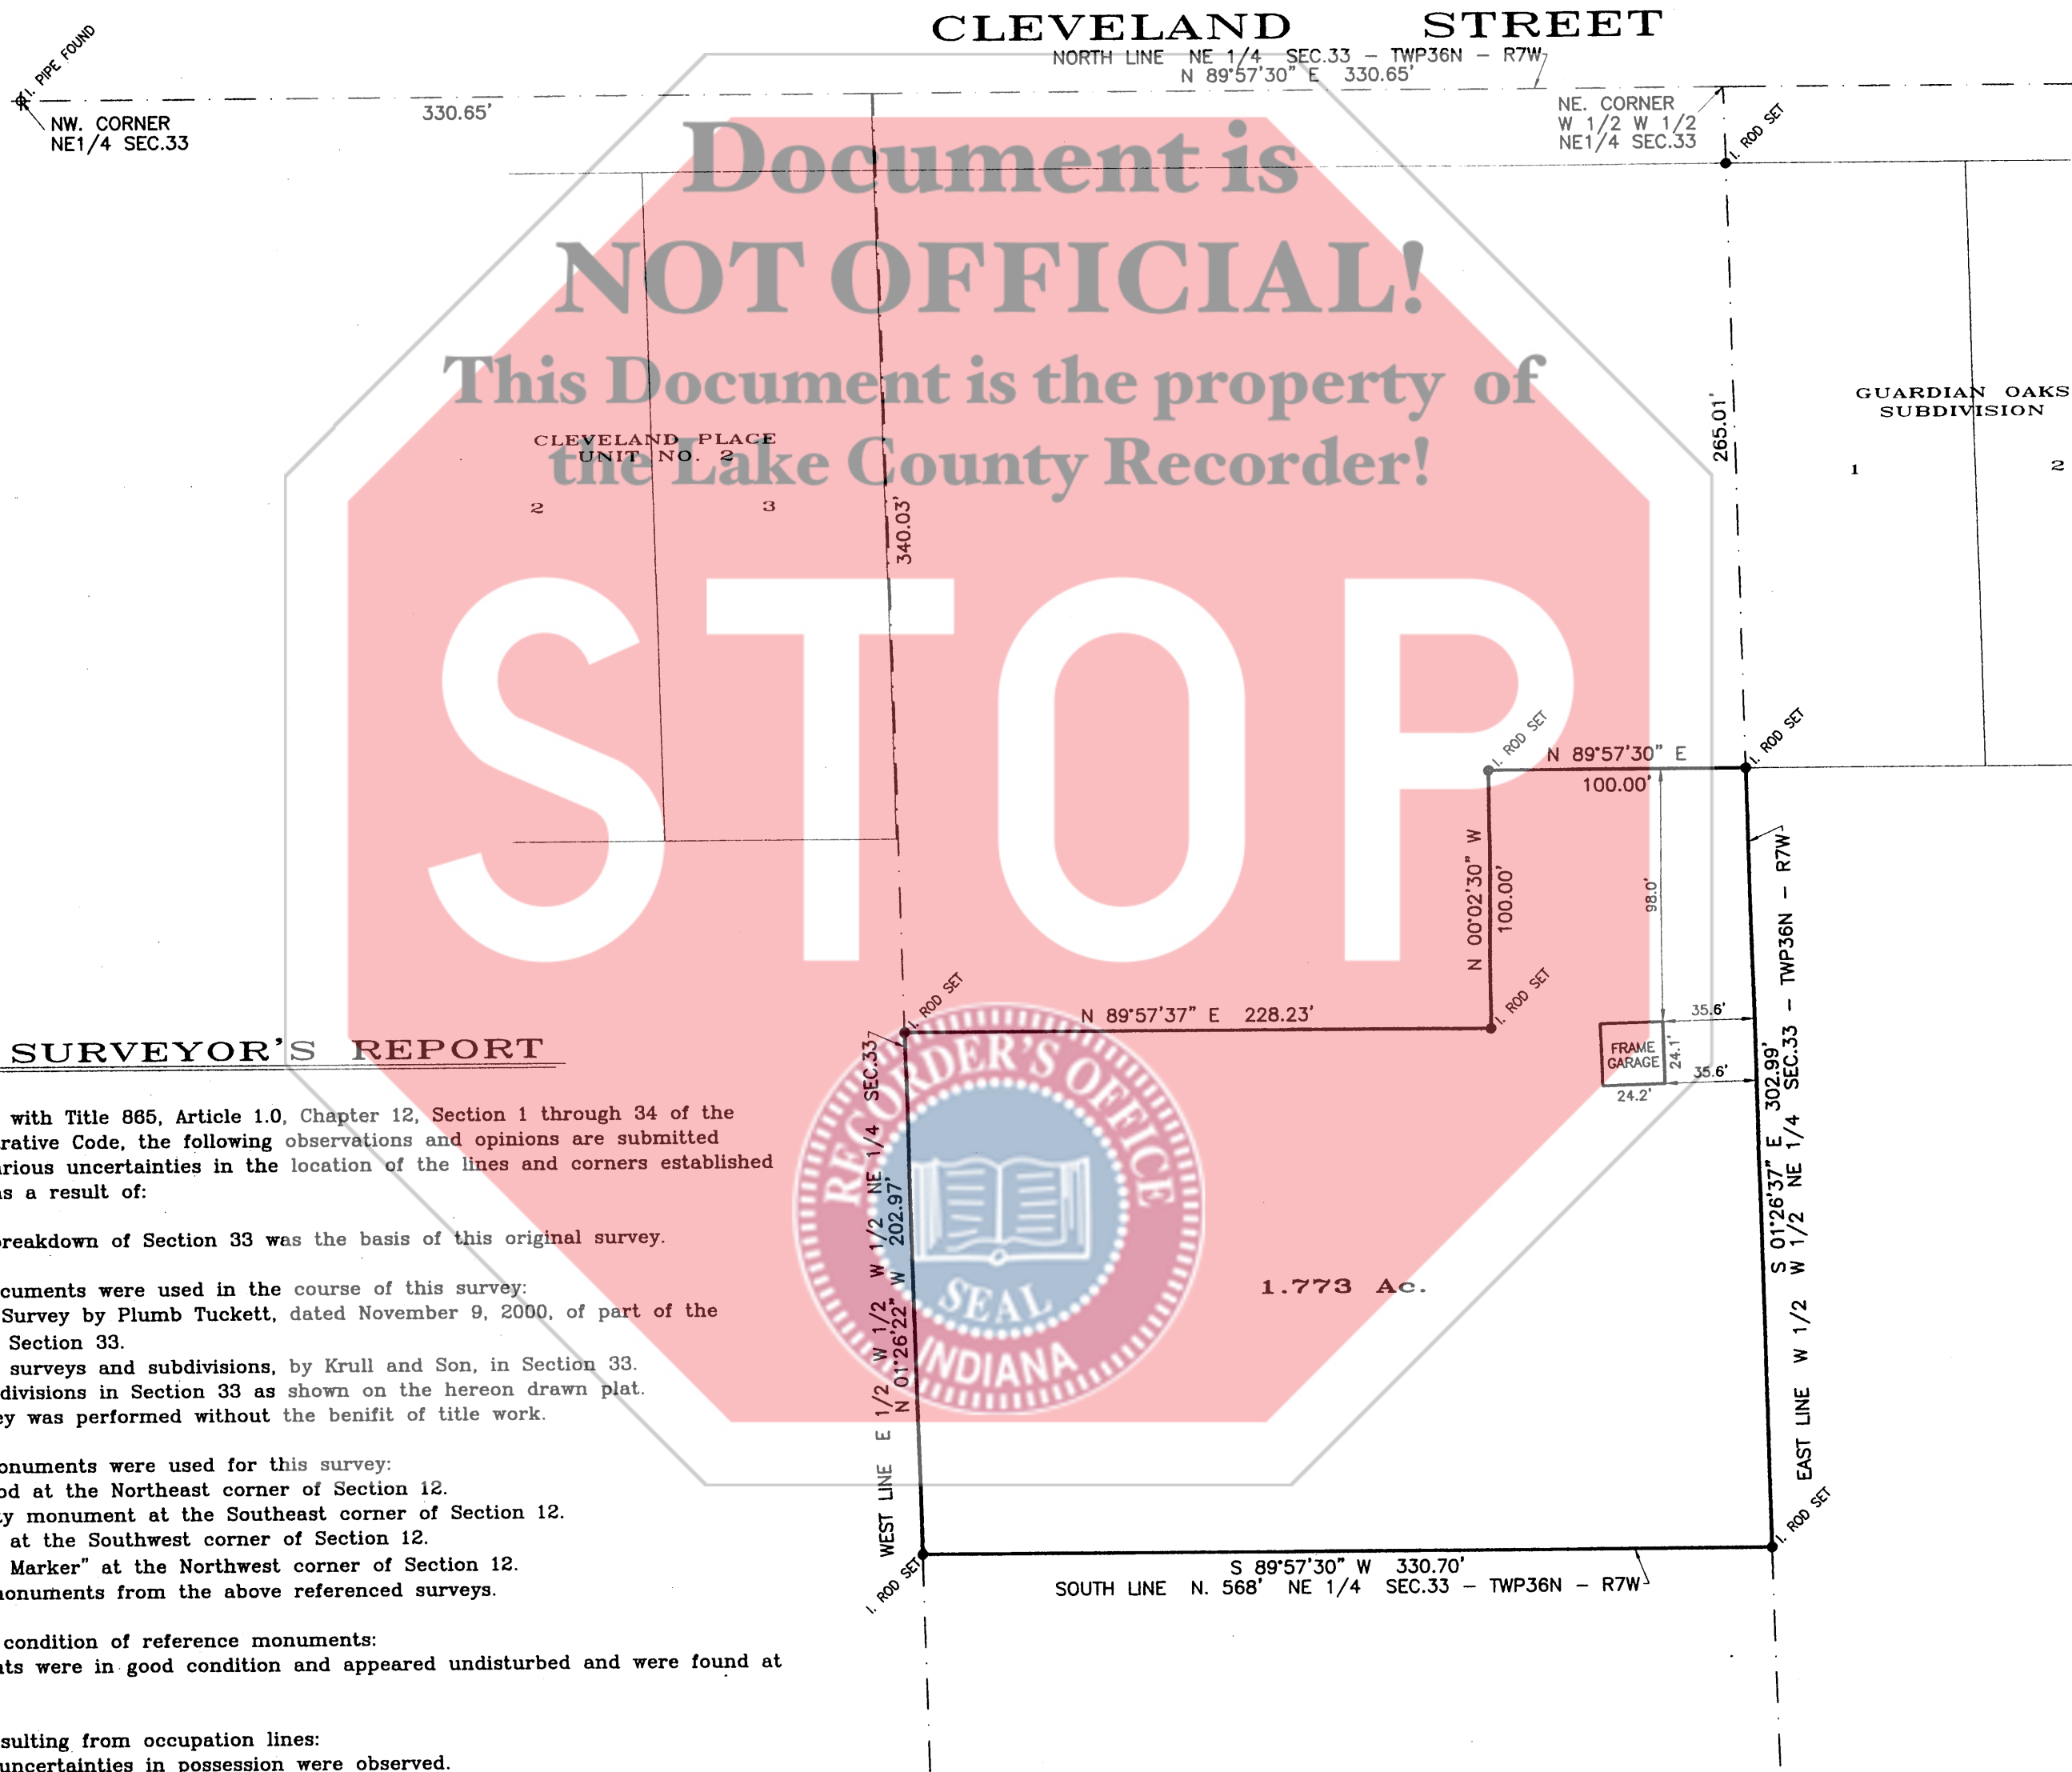 CLEVELAND STREET
NORTH LINE NE 1/4 SEC.33 – TWP36N – R7W
N 89°57'30" E 330.65'
I. PIPE FOUND
330.65'
NW. CORNER
NE1/4 SEC.33
NE. CORNER
W 1/2 W 1/2
NE1/4 SEC.33
I. ROD SET
Document is
NOT OFFICIAL!
This Document is the property of
the Lake County Recorder!
STOP
CLEVELAND PLACE
UNIT NO. 2
2
3
340.03'
265.01'
GUARDIAN OAKS
SUBDIVISION
1
2
I. ROD SET
N 89°57'30" E
100.00'
I. ROD SET
N 00°02'30" W
100.00'
98.0'
I. ROD SET
I. ROD SET
N 89°57'37" E 228.23'
35.6'
FRAME
GARAGE
24.1'
35.6'
24.2'
S 01°26'37" E 302.99'
EAST LINE W 1/2 W 1/2 NE 1/4 SEC.33 – TWP36N – R7W
WEST LINE E 1/2 W 1/2 W 1/2 NE 1/4 SEC.33
N 01°26'22" W 202.97'
RECORDER'S OFFICE
SEAL
INDIANA
1.773 Ac.
I. ROD SET
I. ROD SET
S 89°57'30" W 330.70'
SOUTH LINE N. 568' NE 1/4 SEC.33 – TWP36N – R7W
SURVEYOR'S REPORT
with Title 865, Article 1.0, Chapter 12, Section 1 through 34 of the
rative Code, the following observations and opinions are submitted
rious uncertainties in the location of the lines and corners established
s a result of:
breakdown of Section 33 was the basis of this original survey.
cuments were used in the course of this survey:
Survey by Plumb Tuckett, dated November 9, 2000, of part of the
Section 33.
surveys and subdivisions, by Krull and Son, in Section 33.
divisions in Section 33 as shown on the hereon drawn plat.
ey was performed without the benifit of title work.
onuments were used for this survey:
od at the Northeast corner of Section 12.
ty monument at the Southeast corner of Section 12.
at the Southwest corner of Section 12.
Marker" at the Northwest corner of Section 12.
monuments from the above referenced surveys.
condition of reference monuments:
nts were in good condition and appeared undisturbed and were found at
sulting from occupation lines:
uncertainties in possession were observed.